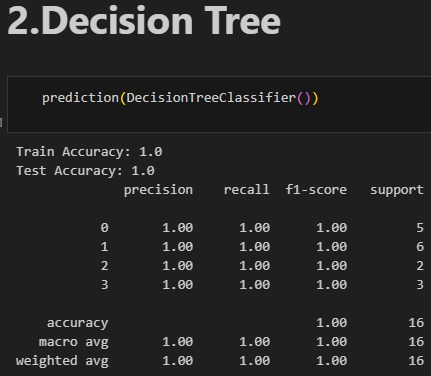 2.Decision Tree
prediction(DecisionTreeClassifier())
Train Accuracy: 1.0
Test Accuracy: 1.0
precision recall f1-score support
0 1.00 1.00 1.00 5
1 1.00 1.00 1.00 6
2 1.00 1.00 1.00 2
3 1.00 1.00 1.00 3
accuracy 1.00 16
macro avg 1.00 1.00 1.00 16
weighted avg 1.00 1.00 1.00 16